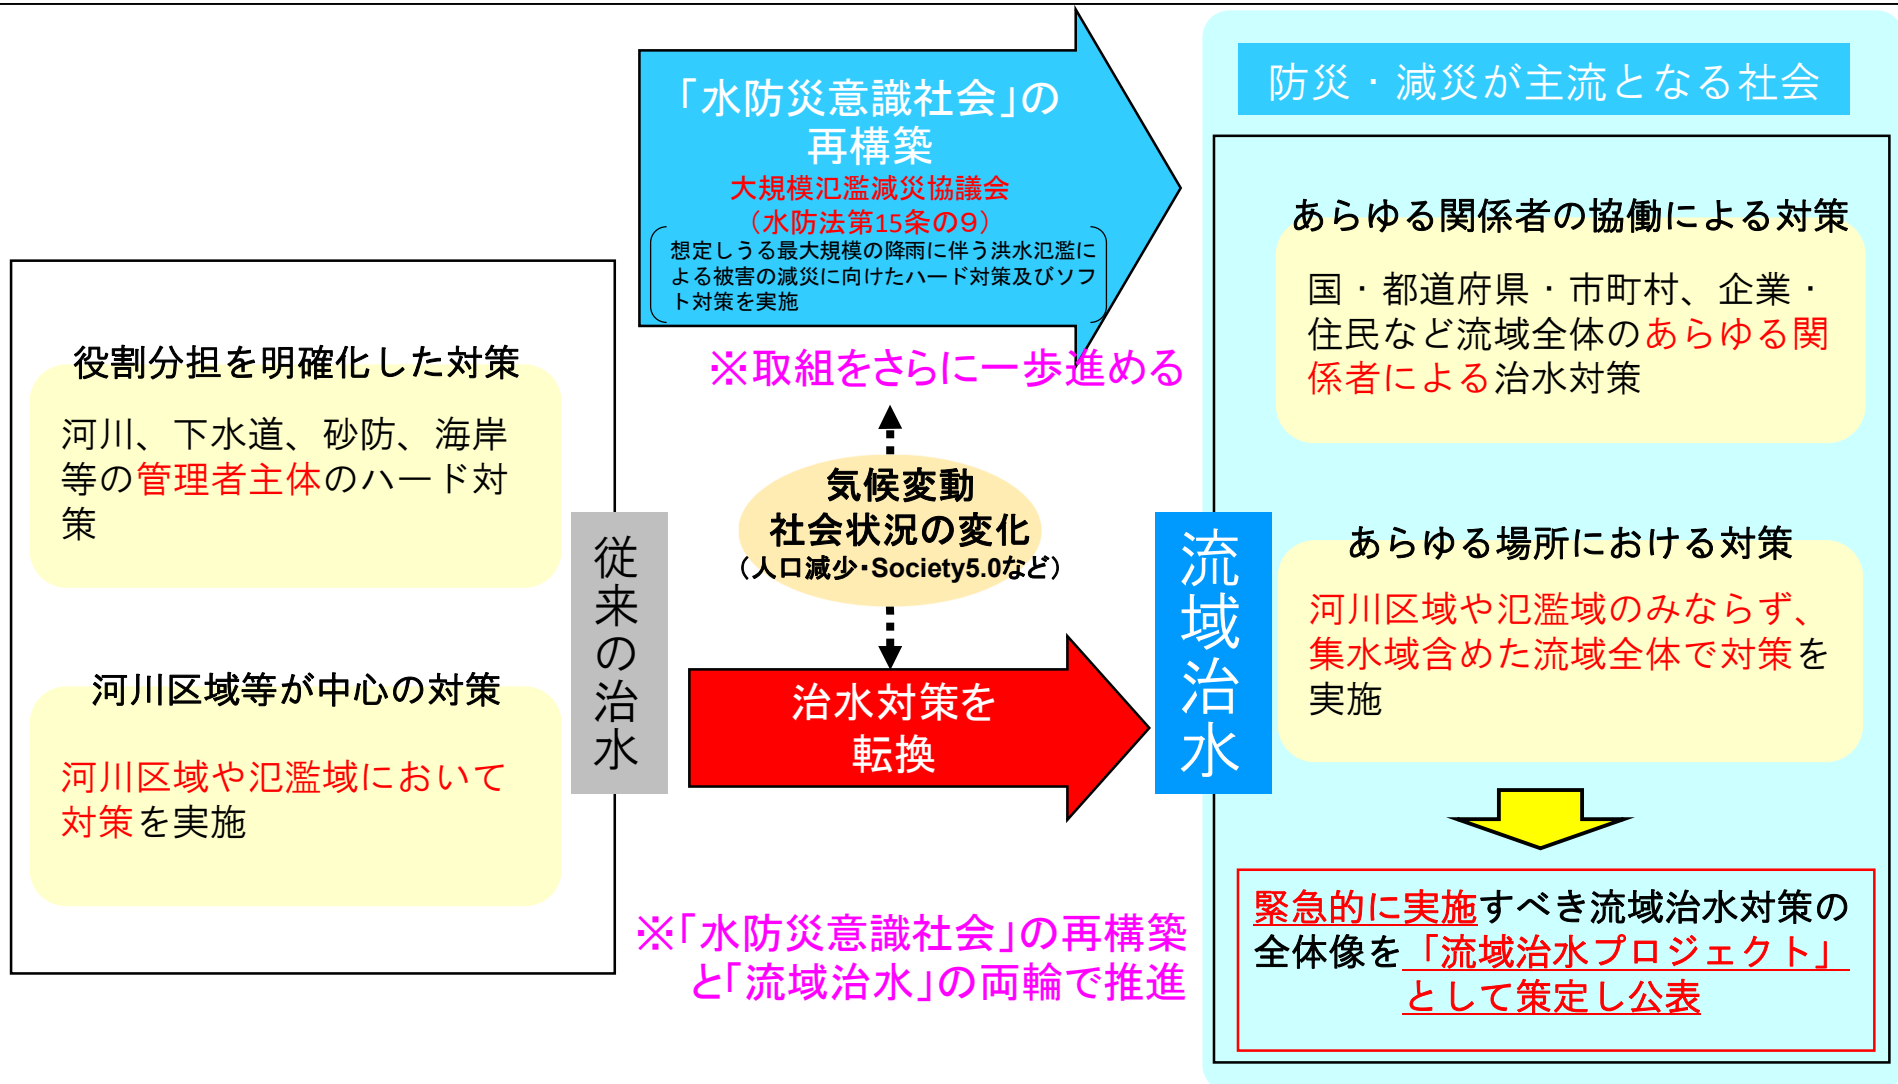 「水防災意識社会」の
再構築
大規模氾濫減災協議会
(水防法第15条の9)
想定しうる最大規模の降雨に伴う洪水氾濫に
よる被害の減災に向けたハード対策及びソフ
ト対策を実施
※取組をさらに一歩進める
役割分担を明確化した対策
河川、下水道、砂防、海岸
等の管理者主体のハード対
策
河川区域等が中心の対策
河川区域や氾濫域において
対策を実施
従来の治水
気候変動
社会状況の変化
(人口減少・Society5.0など)
治水対策を
転換
※「水防災意識社会」の再構築
と「流域治水」の両輪で推進
流域治水
防災・減災が主流となる社会
あらゆる関係者の協働による対策
国・都道府県・市町村、企業・
住民など流域全体のあらゆる関
係者による治水対策
あらゆる場所における対策
河川区域や氾濫域のみならず、
集水域含めた流域全体で対策を
実施
緊急的に実施すべき流域治水対策の
全体像を「流域治水プロジェクト」
として策定し公表